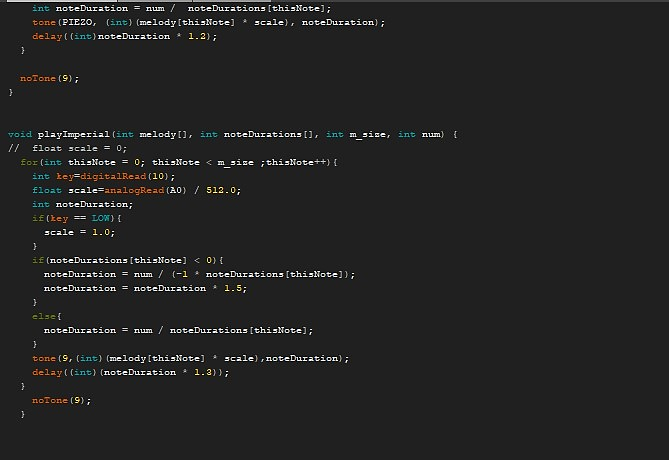 int noteDuration = num /  noteDurations[thisNote];
tone(PIEZO, (int)(melody[thisNote] * scale), noteDuration);
delay((int)noteDuration * 1.2);
}
noTone(9);
}
void playImperial(int melody[], int noteDurations[], int m_size, int num) {
//  float scale = 0;
for(int thisNote = 0; thisNote < m_size ;thisNote++){
int key=digitalRead(10);
float scale=analogRead(A0) / 512.0;
int noteDuration;
if(key == LOW){
scale = 1.0;
}
if(noteDurations[thisNote] < 0){
noteDuration = num / (-1 * noteDurations[thisNote]);
noteDuration = noteDuration * 1.5;
}
else{
noteDuration = num / noteDurations[thisNote];
}
tone(9,(int)(melody[thisNote] * scale),noteDuration);
delay((int)(noteDuration * 1.3));
}
noTone(9);
}